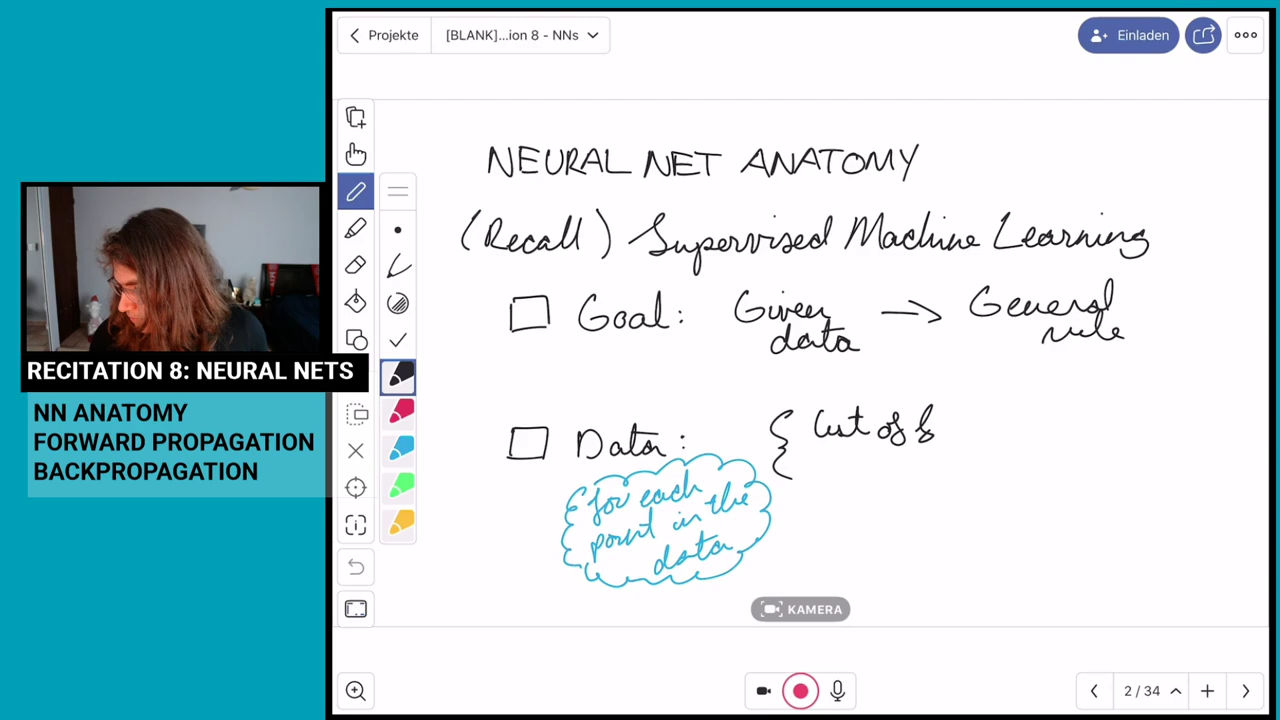 Projekte
[BLANK]...ion 8 - NNs
Einladen
NEURAL NET ANATOMY
(Recall) Supervised Machine Learning
Goal: Given data → General rule
Data: { List of f
for each
point in the
data
RECITATION 8: NEURAL NETS
NN ANATOMY
FORWARD PROPAGATION
BACKPROPAGATION
KAMERA
2 / 34